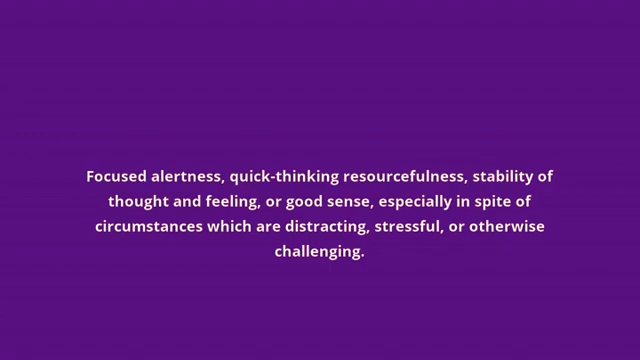 Focused alertness, quick-thinking resourcefulness, stability of
thought and feeling, or good sense, especially in spite of
circumstances which are distracting, stressful, or otherwise
challenging.